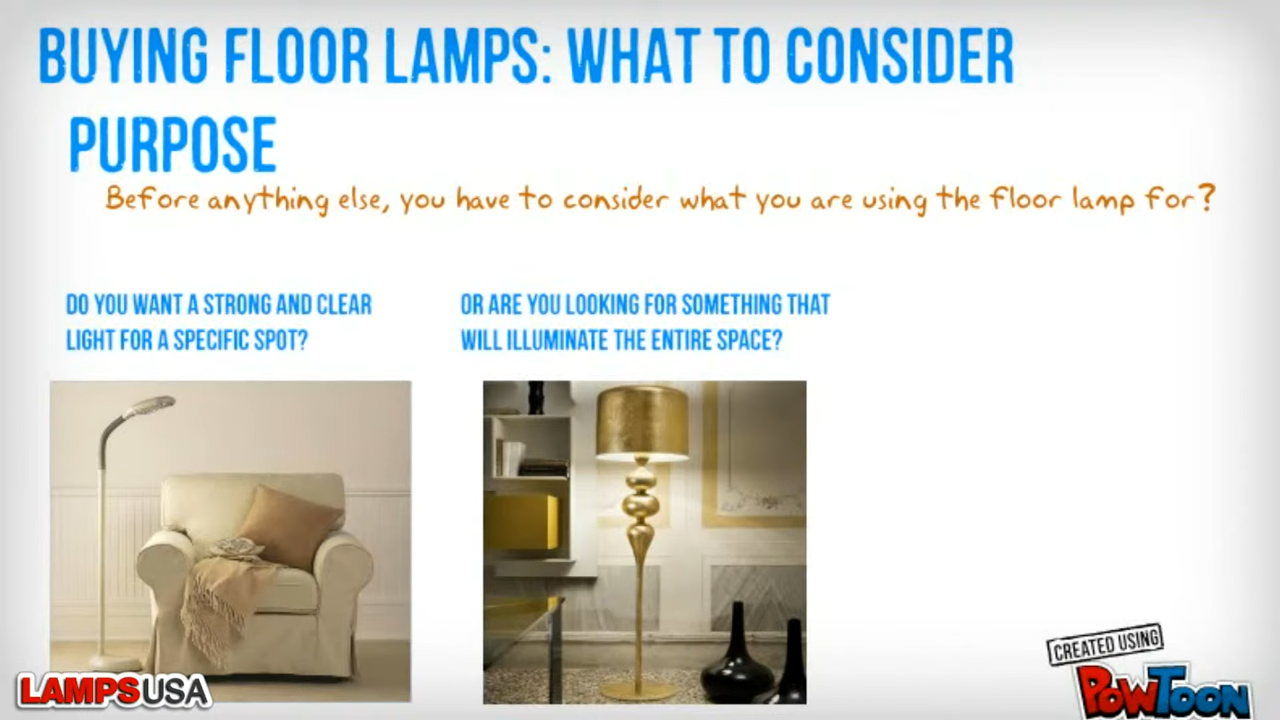 BUYING FLOOR LAMPS: WHAT TO CONSIDER
PURPOSE
Before anything else, you have to consider what you are using the floor lamp for?
DO YOU WANT A STRONG AND CLEAR
LIGHT FOR A SPECIFIC SPOT?
OR ARE YOU LOOKING FOR SOMETHING THAT
WILL ILLUMINATE THE ENTIRE SPACE?
LAMPSUSA
CREATED USING
POWTOON